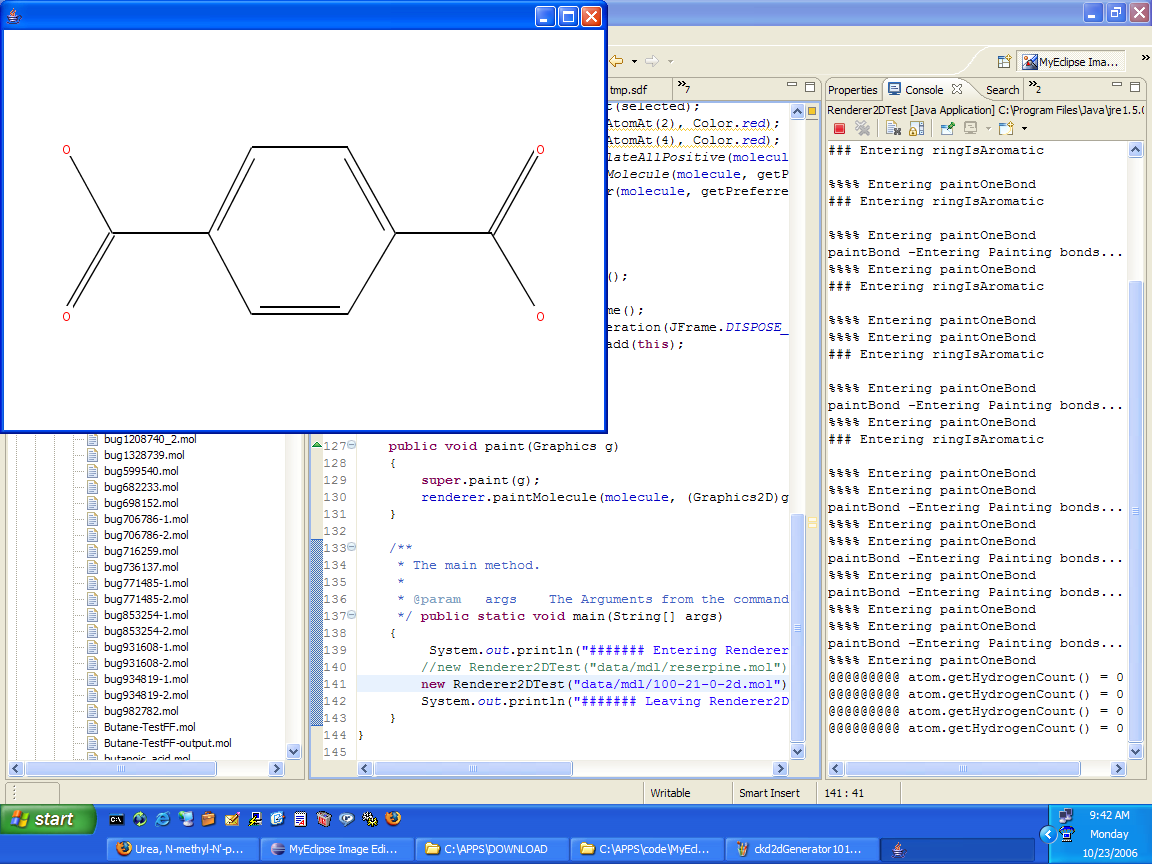 O
O
O
O
MyEclipse Ima...
»
tmp.sdf
»7
t(selected);
AtomAt(2), Color.red);
AtomAt(4), Color.red);
lateAllPositive(molecul
Molecule(molecule, getP
r(molecule, getPreferre
();
me();
eration(JFrame.DISPOSE_
add(this);
127 public void paint(Graphics g)
128 {
129 super.paint(g);
130 renderer.paintMolecule(molecule, (Graphics2D)g
131 }
132
133 /**
134 * The main method.
135 *
136 * @param args The Arguments from the command
137 */ public static void main(String[] args)
138 {
139 System.out.println("####### Entering Renderer
140 //new Renderer2DTest("data/mdl/reserpine.mol")
141 new Renderer2DTest("data/mdl/100-21-0-2d.mol")
142 System.out.println("####### Leaving Renderer2D
143 }
144 }
145
Properties
Console
Search
»2
Renderer2DTest [Java Application] C:\Program Files\Java\jre1.5.0
### Entering ringIsAromatic
%%%% Entering paintOneBond
### Entering ringIsAromatic
%%%% Entering paintOneBond
paintBond -Entering Painting bonds...
%%%% Entering paintOneBond
### Entering ringIsAromatic
%%%% Entering paintOneBond
%%%% Entering paintOneBond
### Entering ringIsAromatic
%%%% Entering paintOneBond
paintBond -Entering Painting bonds...
%%%% Entering paintOneBond
### Entering ringIsAromatic
%%%% Entering paintOneBond
%%%% Entering paintOneBond
paintBond -Entering Painting bonds...
%%%% Entering paintOneBond
%%%% Entering paintOneBond
paintBond -Entering Painting bonds...
%%%% Entering paintOneBond
%%%% Entering paintOneBond
paintBond -Entering Painting bonds...
%%%% Entering paintOneBond
%%%% Entering paintOneBond
paintBond -Entering Painting bonds...
%%%% Entering paintOneBond
@@@@@@@@@ atom.getHydrogenCount() = 0
@@@@@@@@@ atom.getHydrogenCount() = 0
@@@@@@@@@ atom.getHydrogenCount() = 0
@@@@@@@@@ atom.getHydrogenCount() = 0
bug1208740_2.mol
bug1328739.mol
bug599540.mol
bug682233.mol
bug698152.mol
bug706786-1.mol
bug706786-2.mol
bug716259.mol
bug736137.mol
bug771485-1.mol
bug771485-2.mol
bug853254-1.mol
bug853254-2.mol
bug931608-1.mol
bug931608-2.mol
bug934819-1.mol
bug934819-2.mol
bug982782.mol
Butane-TestFF.mol
Butane-TestFF-output.mol
butanoic_acid.mol
Writable
Smart Insert
141 : 41
start
Urea, N-methyl-N'-p...
MyEclipse Image Edi...
C:\APPS\DOWNLOAD
C:\APPS\code\MyEcl...
ckd2dGenerator101...
9:42 AM
Monday
10/23/2006